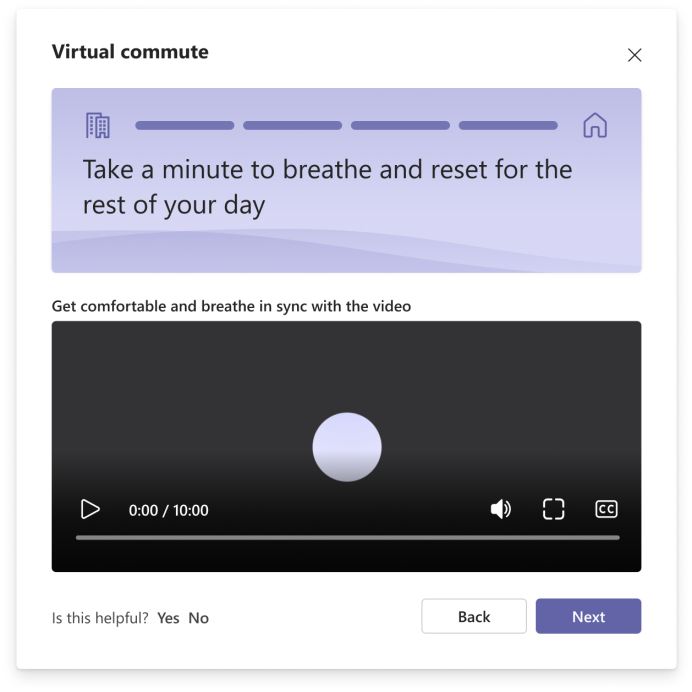 Virtual commute
Take a minute to breathe and reset for the
rest of your day
Get comfortable and breathe in sync with the video
0:00 / 10:00
CC
Is this helpful? Yes No
Back
Next